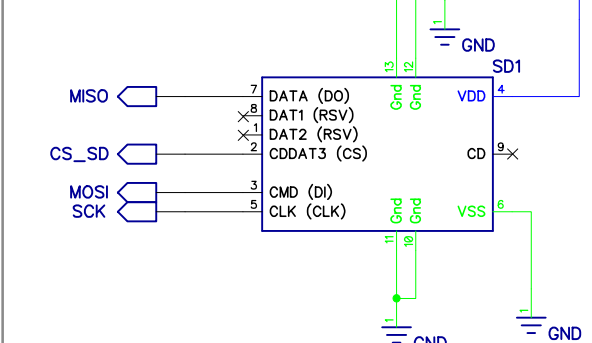 1
GND
13
12
SD1
MISO
7
DATA (DO)
Gnd
Gnd
VDD
4
8
DAT1 (RSV)
1
DAT2 (RSV)
CS_SD
2
CDDAT3 (CS)
CD
9
MOSI
3
CMD (DI)
SCK
5
CLK (CLK)
Gnd
Gnd
VSS
6
11
10
1
GND
1
GND